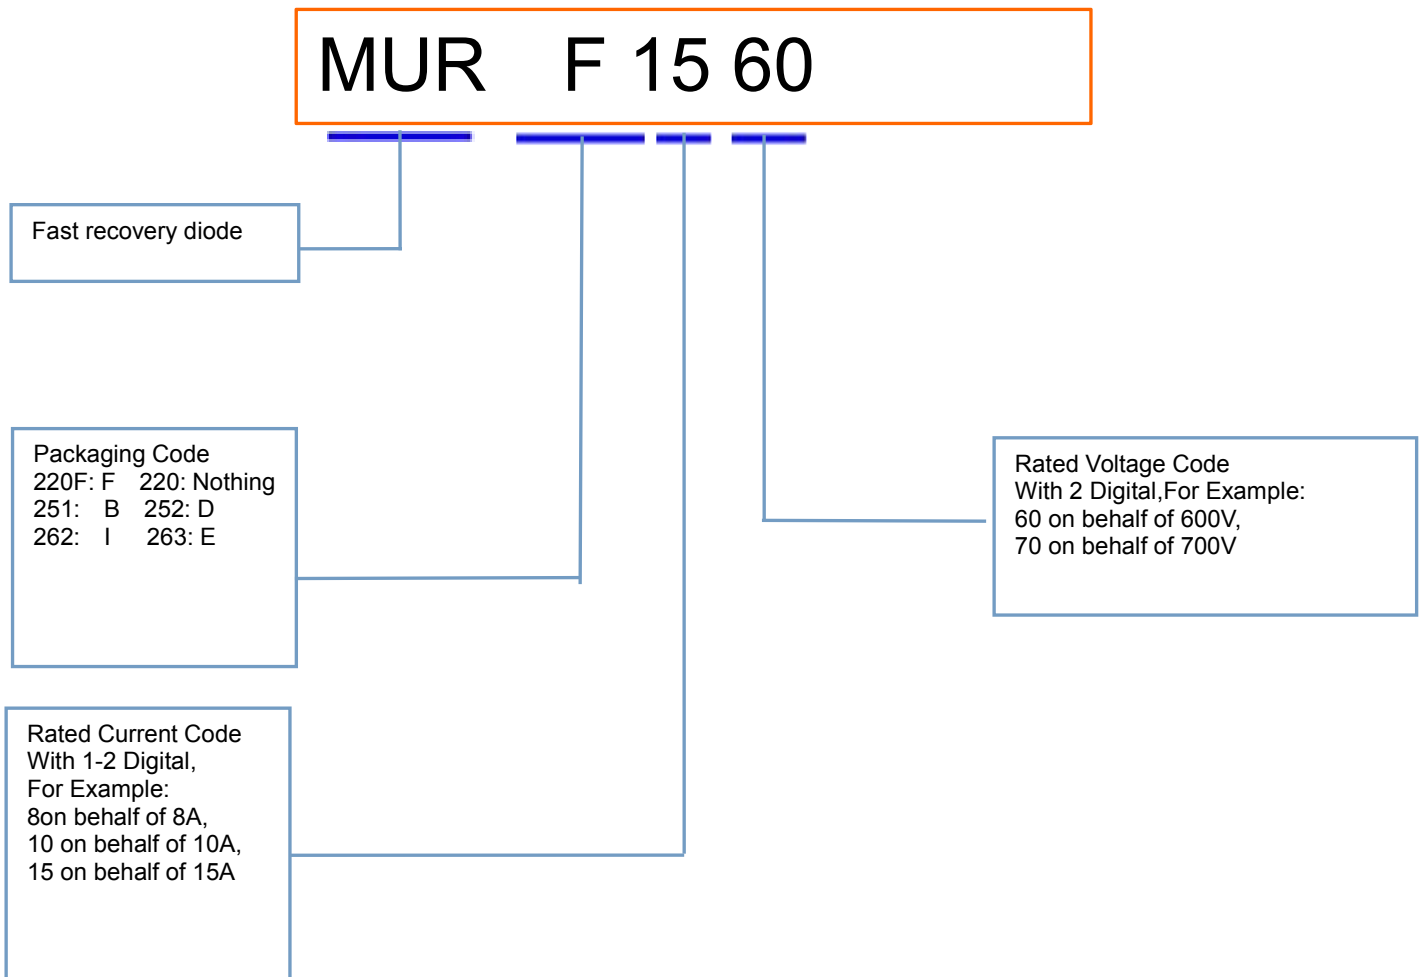 MUR F 15 60
Fast recovery diode
Packaging Code
220F: F 220: Nothing
251: B 252: D
262: I 263: E
Rated Voltage Code
With 2 Digital,For Example:
60 on behalf of 600V,
70 on behalf of 700V
Rated Current Code
With 1-2 Digital,
For Example:
8on behalf of 8A,
10 on behalf of 10A,
15 on behalf of 15A